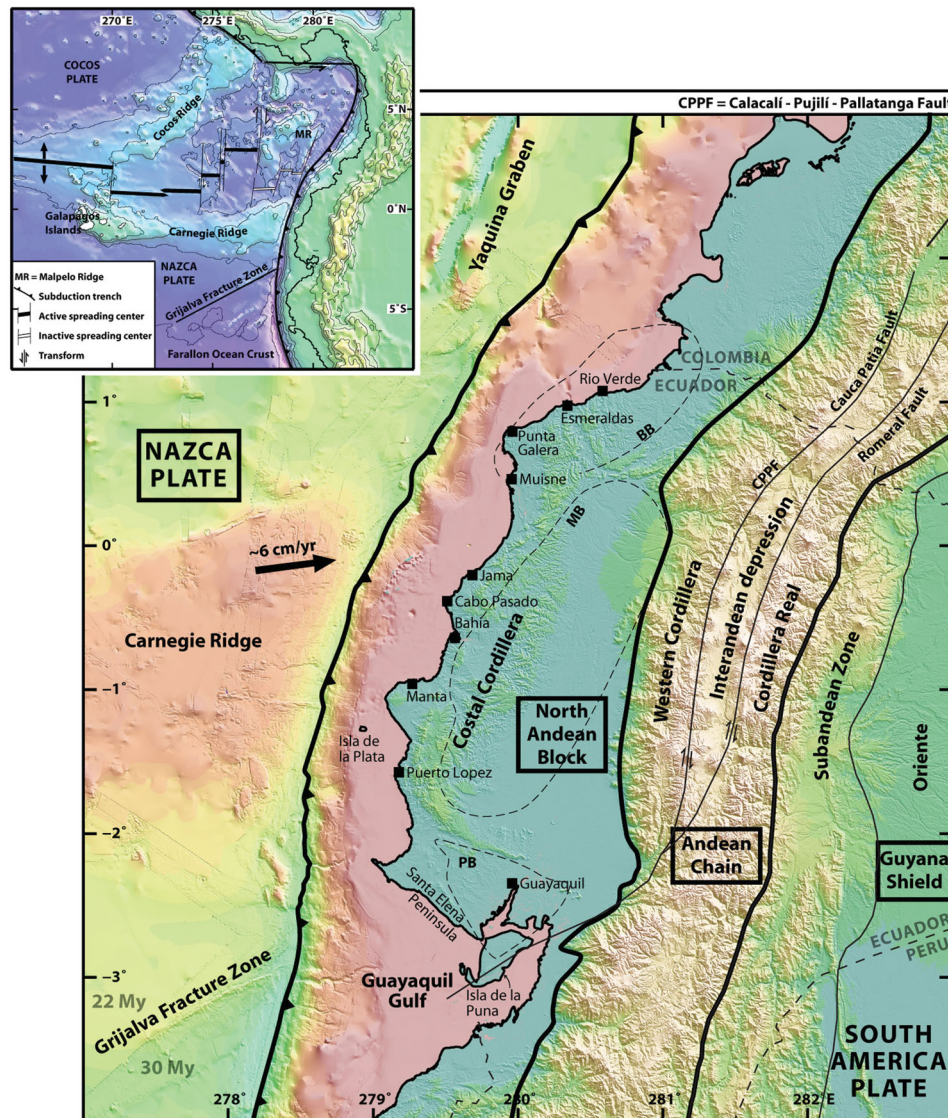 270°E
275°E
280°E
COCOS
PLATE
Cocos Ridge
MR
5°N
0°N
Galapagos
Islands
Carnegie Ridge
NAZCA
PLATE
Grijalva Fracture Zone
5°S
Farallon Ocean Crust
MR = Malpelo Ridge
Subduction trench
Active spreading center
Inactive spreading center
Transform
CPPF = Calacalí - Pujilí - Pallatanga Fault
Yaquina Graben
COLOMBIA
ECUADOR
Cauca Patia Fault
Romeral Fault
Rio Verde
Esmeraldas
Punta
Galera
BB
Muisne
MB
CPPF
1°
NAZCA
PLATE
0°
~6 cm/yr
Jama
Cabo Pasado
Bahía
Carnegie Ridge
Costal Cordillera
Western Cordillera
Interandean depression
Cordillera Real
Subandean Zone
Oriente
−1°
Manta
North
Andean
Block
Isla de
la Plata
Puerto Lopez
−2°
PB
Guayaquil
Andean
Chain
Guyana
Shield
Santa Elena
Peninsula
ECUADOR
PERU
−3°
Guayaquil
Gulf
Isla de la
Puna
22 My
Grijalva Fracture Zone
30 My
SOUTH
AMERICA
PLATE
278°
279°
280°
281°
282°E